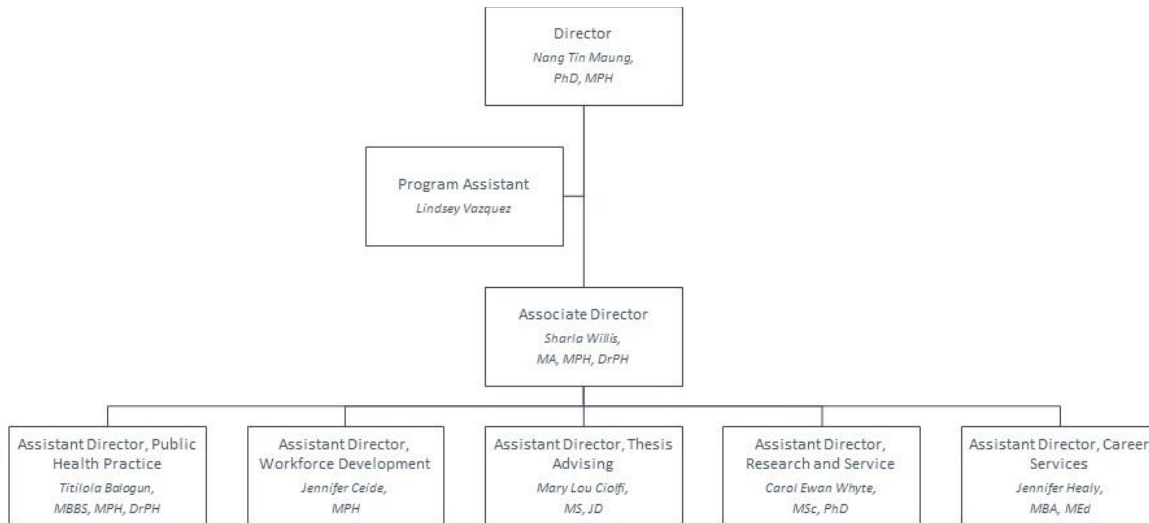 Director
Nang Tin Maung,
PhD, MPH
Program Assistant
Lindsey Vazquez
Associate Director
Sharla Willis,
MA, MPH, DrPH
Assistant Director, Public
Health Practice
Titilola Balogun,
MBBS, MPH, DrPH
Assistant Director,
Workforce Development
Jennifer Ceide,
MPH
Assistant Director, Thesis
Advising
Mary Lou Ciolfi,
MS, JD
Assistant Director,
Research and Service
Carol Ewan Whyte,
MSc, PhD
Assistant Director, Career
Services
Jennifer Healy,
MBA, MEd